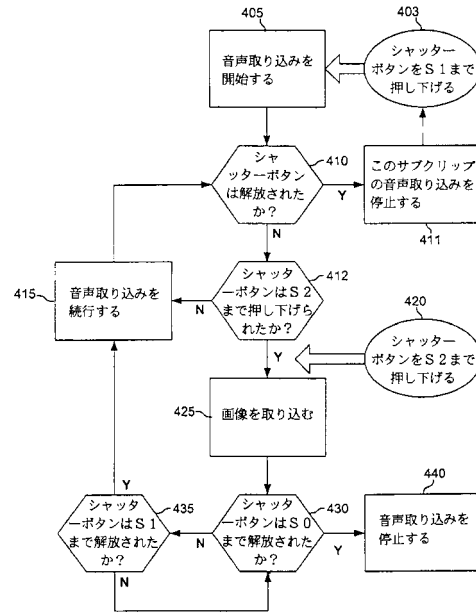 405
403
音声取り込みを
開始する
シャッター
ボタンをS1まで
押し下げる
410
シャ
ッターボタン
は解放された
か?
Y
N
このサブクリップ
の音声取り込みを
停止する
411
412
415
音声取り込みを
続行する
N
シャッタ
ーボタンはS2
まで押し下げら
れたか?
Y
420
シャッター
ボタンをS2まで
押し下げる
425
画像を取り込む
Y
435
シャッタ
ーボタンはS1
まで解放された
か?
N
N
430
シャッタ
ーボタンはS0
まで解放された
か?
Y
440
音声取り込みを
停止する